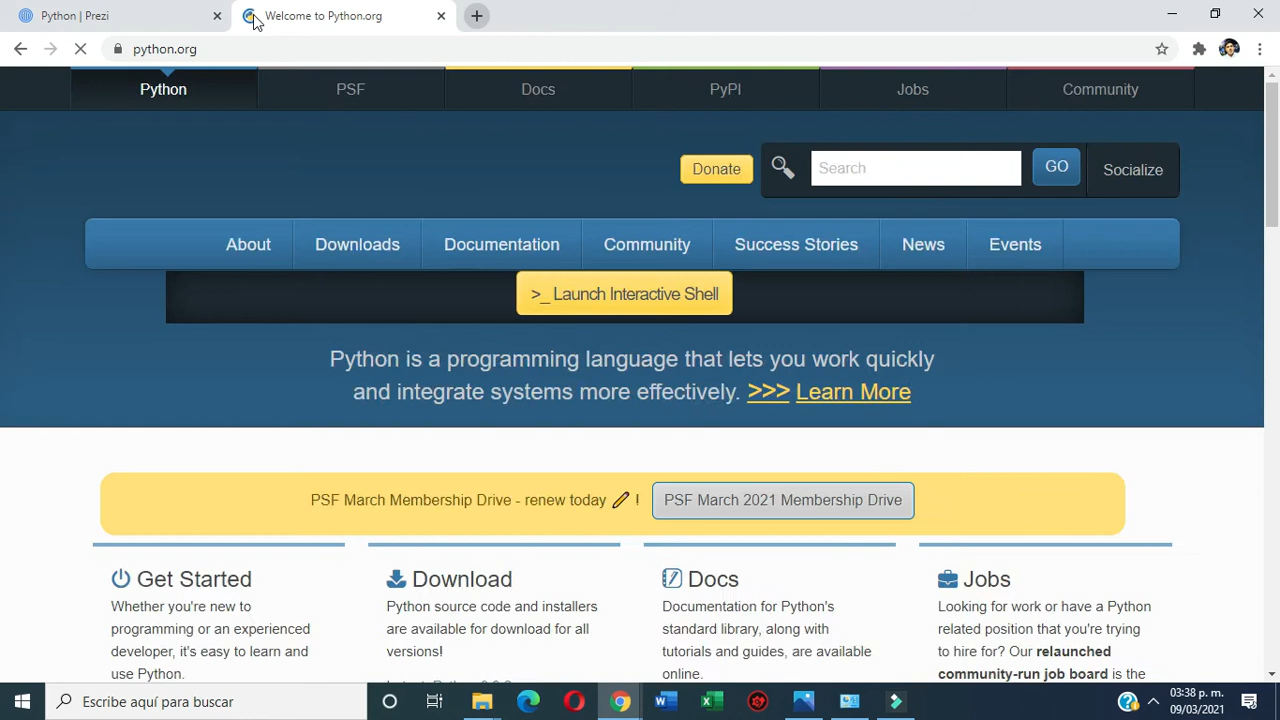 Python | Prezi
Welcome to Python.org
python.org
Python
PSF
Docs
PyPI
Jobs
Community
Donate
Search
GO
Socialize
About
Downloads
Documentation
Community
Success Stories
News
Events
>_ Launch Interactive Shell
Python is a programming language that lets you work quickly
and integrate systems more effectively. >>> Learn More
PSF March Membership Drive - renew today !
PSF March 2021 Membership Drive
Get Started
Whether you're new to
programming or an experienced
developer, it's easy to learn and
use Python.
Download
Python source code and installers
are available for download for all
versions!
Docs
Documentation for Python's
standard library, along with
tutorials and guides, are available
online.
Jobs
Looking for work or have a Python
related position that you're trying
to hire for? Our relaunched
community-run job board is the
Escribe aquí para buscar
03:38 p. m.
09/03/2021